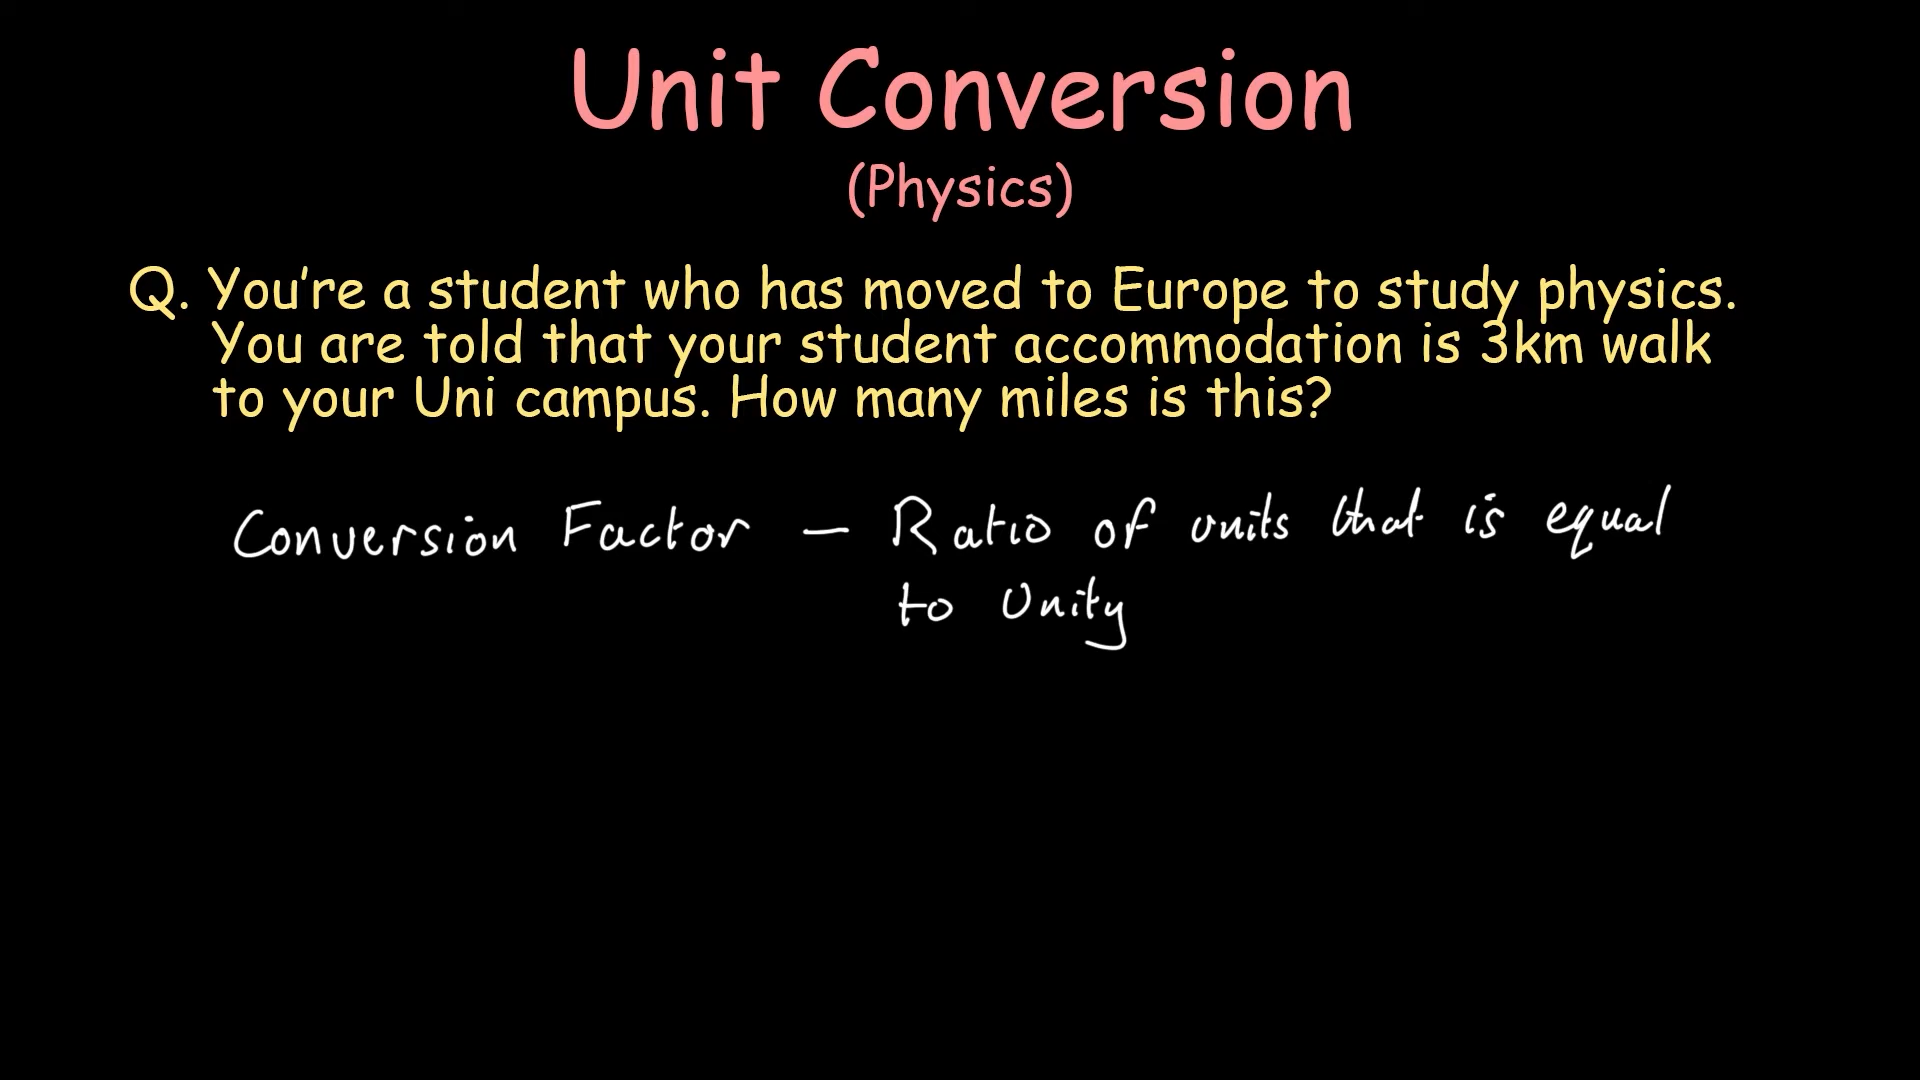 Unit Conversion
(Physics)
Q. You're a student who has moved to Europe to study physics.
You are told that your student accommodation is 3km walk
to your Uni campus. How many miles is this?
Conversion Factor — Ratio of units that is equal
to Unity